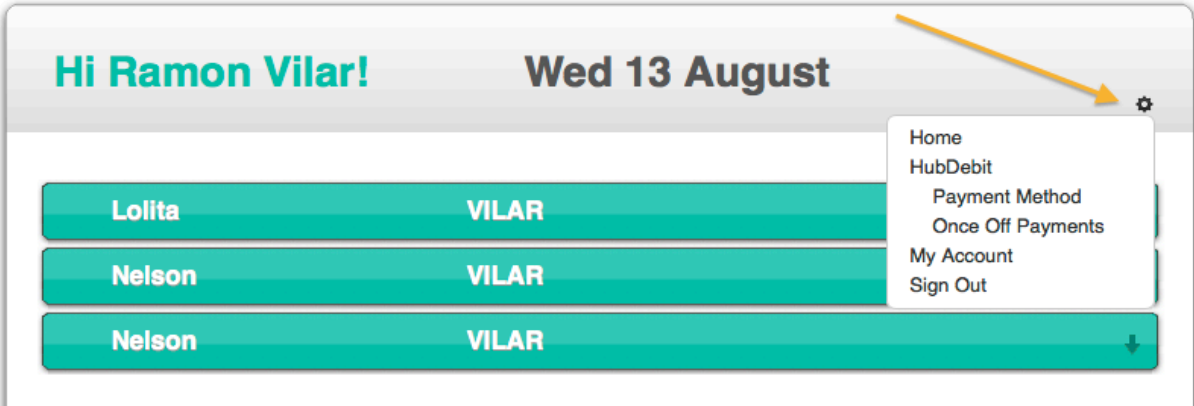 Hi Ramon Vilar! Wed 13 August
Home
HubDebit
Payment Method
Once Off Payments
My Account
Sign Out
Lolita VILAR
Nelson VILAR
Nelson VILAR